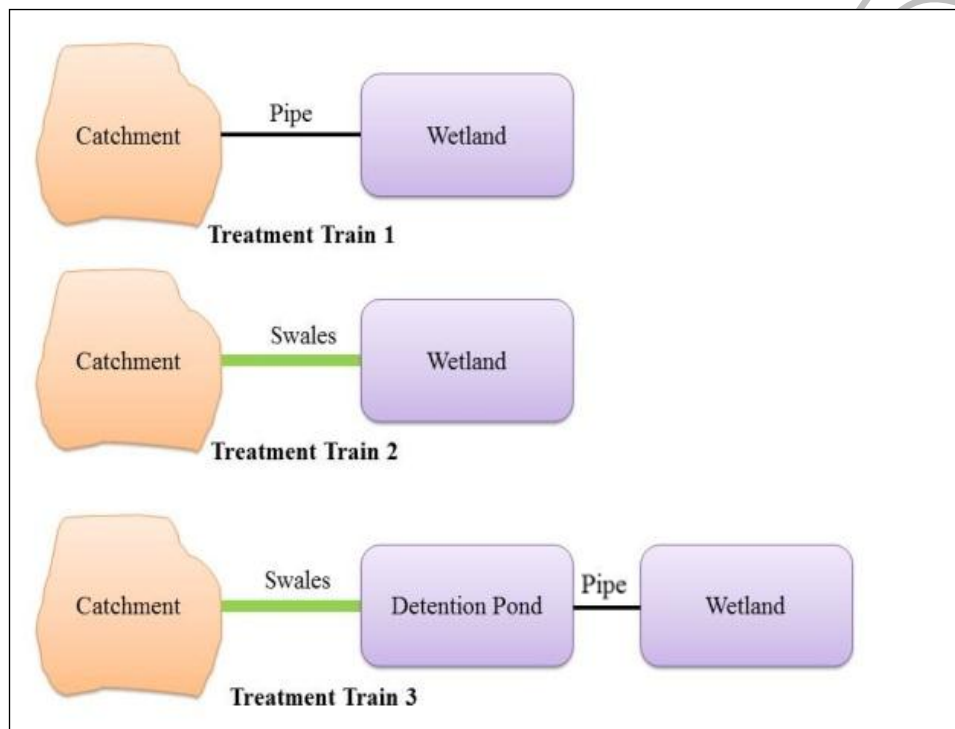 Pipe
Catchment Wetland
Treatment Train 1
Swales
Catchment Wetland
Treatment Train 2
Swales Pipe
Catchment Detention Pond Wetland
Treatment Train 3